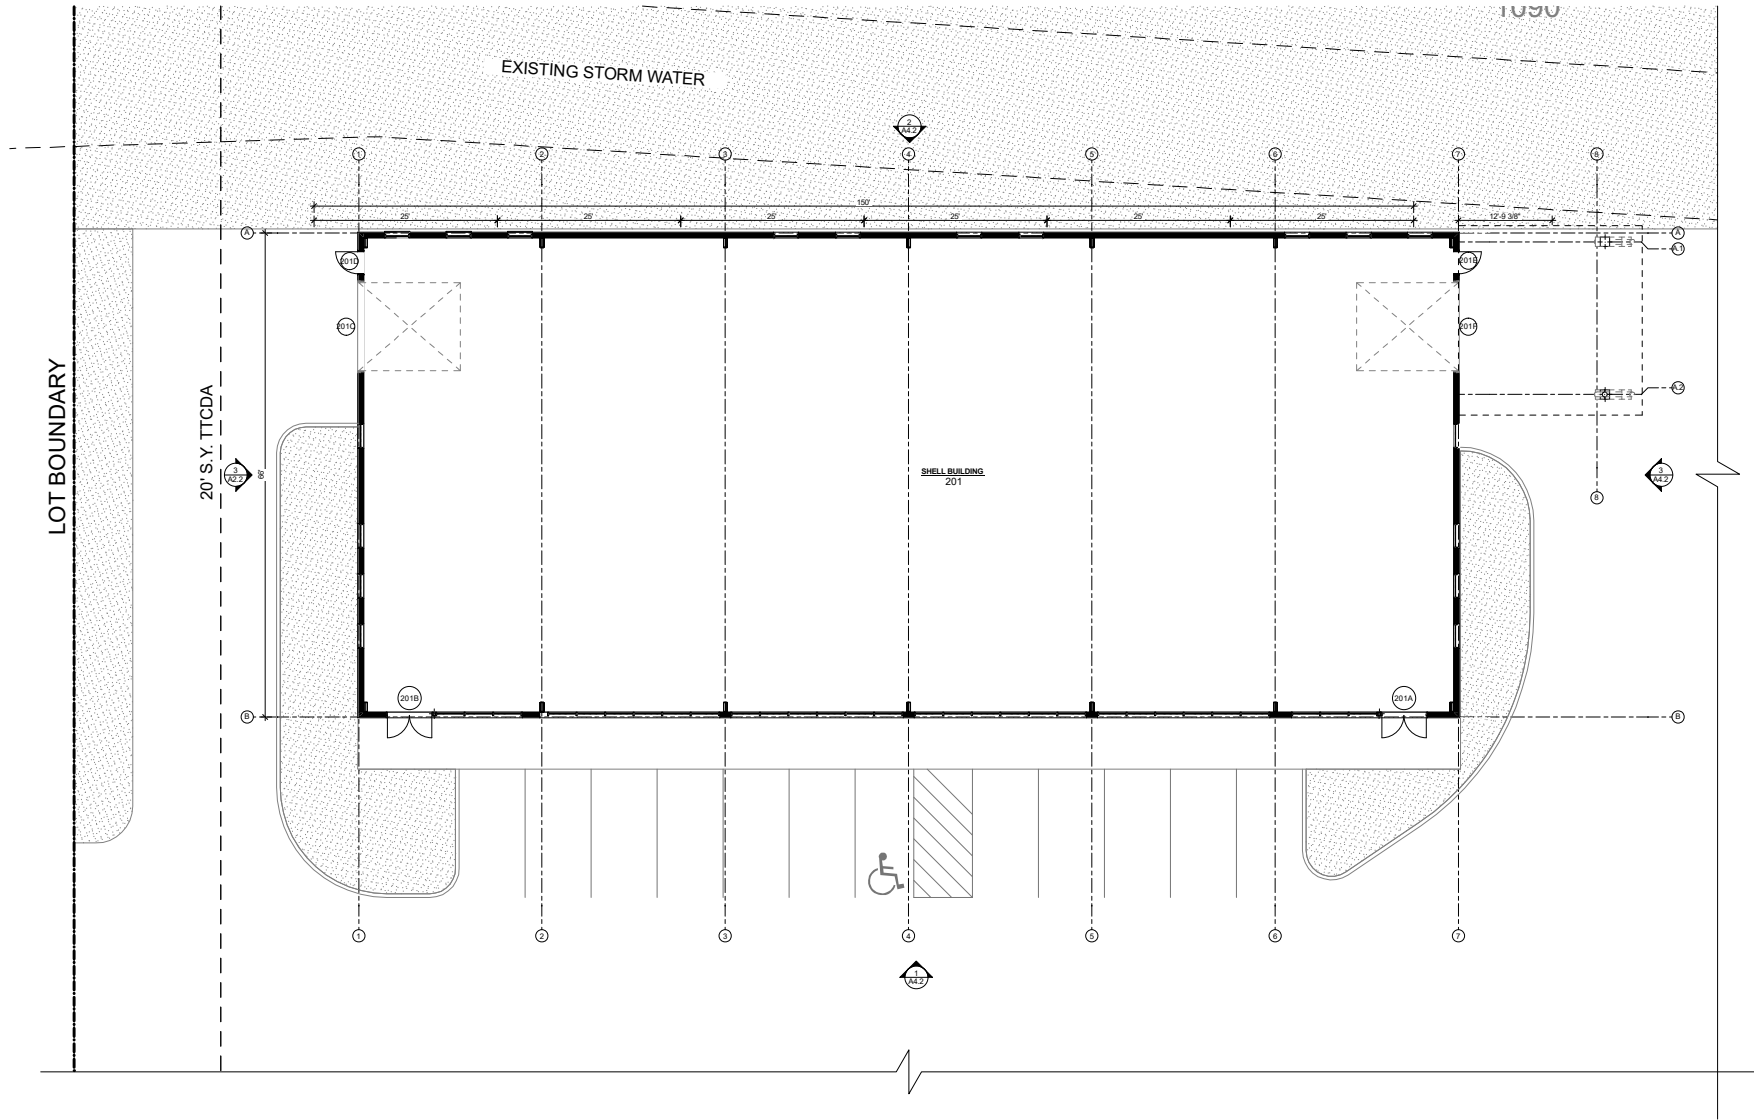 1090
EXISTING STORM WATER
2
A4.2
1
2
3
4
5
6
7
8
150'
25'
25'
25'
25'
25'
25'
12'-9 3/8"
A
A
A.1
201D
201E
201C
201F
LOT BOUNDARY
20' S.Y. TTCDA
A.2
3
A2.2
66'
SHELL BUILDING
201
3
A4.2
8
201B
201A
B
B
1
2
3
4
5
6
7
1
A4.2